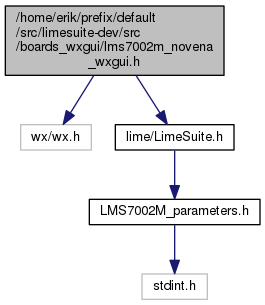 /home/erik/prefix/default
/src/limesuite-dev/src
/boards_wxgui/lms7002m_novena
_wxgui.h
wx/wx.h
lime/LimeSuite.h
LMS7002M_parameters.h
stdint.h